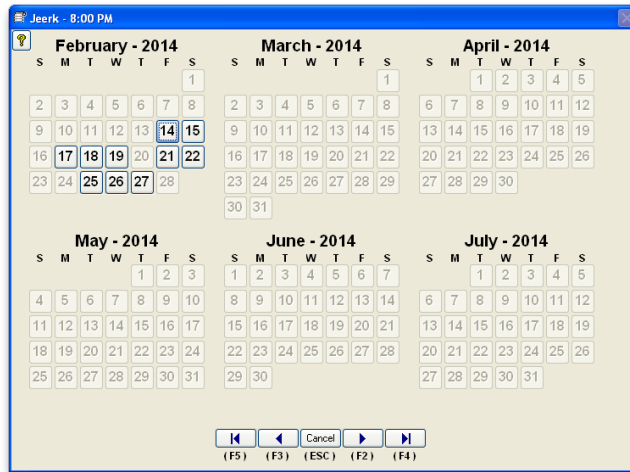 Jeerk - 8:00 PM
?
February - 2014
S M T W T F S
1
2 3 4 5 6 7 8
9 10 11 12 13 14 15
16 17 18 19 20 21 22
23 24 25 26 27 28
March - 2014
S M T W T F S
1
2 3 4 5 6 7 8
9 10 11 12 13 14 15
16 17 18 19 20 21 22
23 24 25 26 27 28 29
30 31
April - 2014
S M T W T F S
1 2 3 4 5
6 7 8 9 10 11 12
13 14 15 16 17 18 19
20 21 22 23 24 25 26
27 28 29 30
May - 2014
S M T W T F S
1 2 3
4 5 6 7 8 9 10
11 12 13 14 15 16 17
18 19 20 21 22 23 24
25 26 27 28 29 30 31
June - 2014
S M T W T F S
1 2 3 4 5 6 7
8 9 10 11 12 13 14
15 16 17 18 19 20 21
22 23 24 25 26 27 28
29 30
July - 2014
S M T W T F S
1 2 3 4 5
6 7 8 9 10 11 12
13 14 15 16 17 18 19
20 21 22 23 24 25 26
27 28 29 30 31
Cancel
(F5) (F3) (ESC) (F2) (F4)